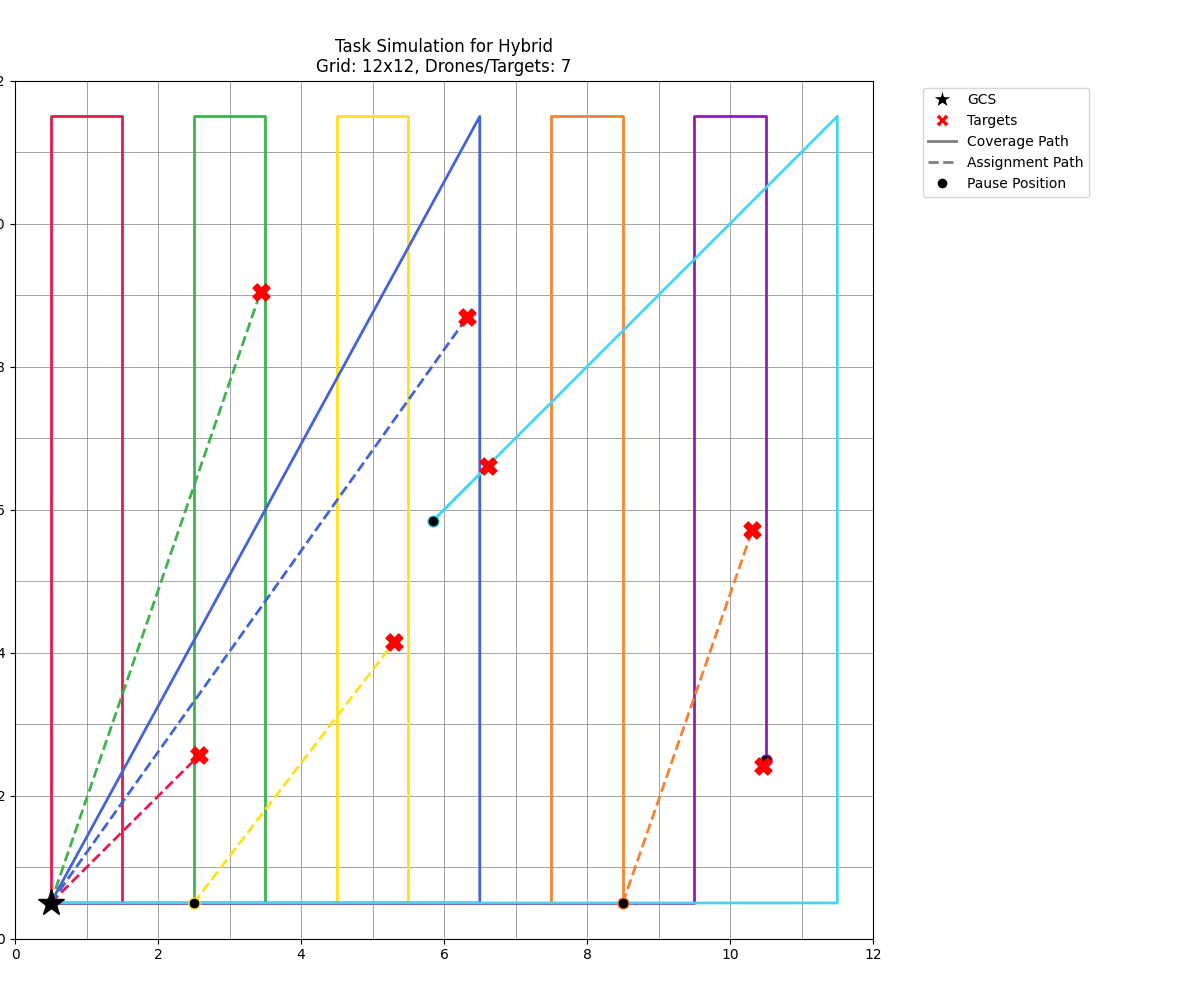 Task Simulation for Hybrid
Grid: 12x12, Drones/Targets: 7
GCS
Targets
Coverage Path
Assignment Path
Pause Position
2
0
8
6
4
2
0
0 2 4 6 8 10 12